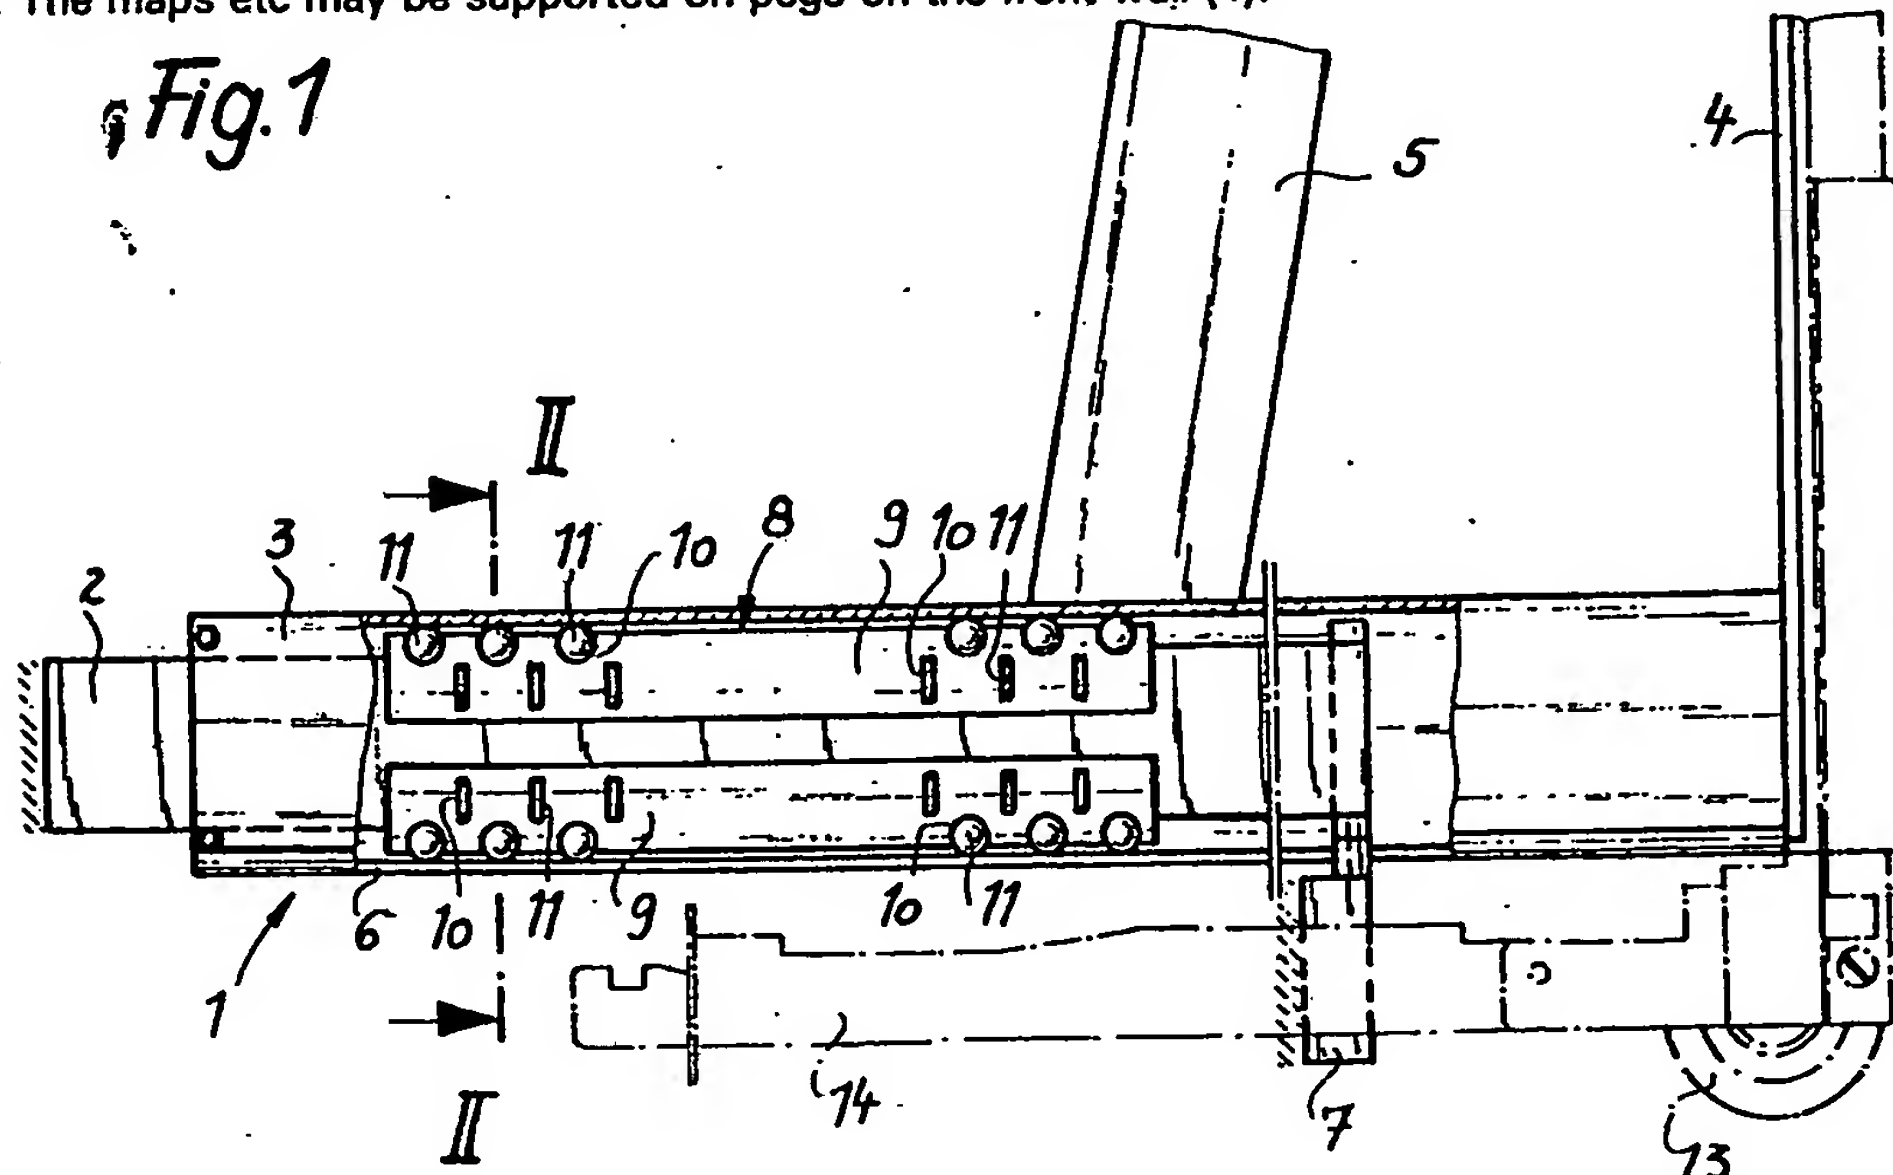 The maps etc may be supported on pegs on the front wall (4).
Fig.1
4
5
II
8
9 10 11
3 11 11 10
2
6 10 11 9 10 11
1
14
7
II
13